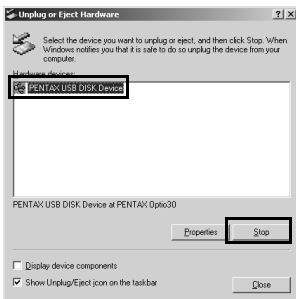 Unplug or Eject Hardware
Select the device you want to unplug or eject, and then click Stop. When
Windows notifies you that it is safe to do so unplug the device from your
computer.
Hardware devices:
PENTAX USB DISK Device
PENTAX USB DISK Device at PENTAX Optio30
Properties
Stop
Display device components
Show Unplug/Eject icon on the taskbar
Close